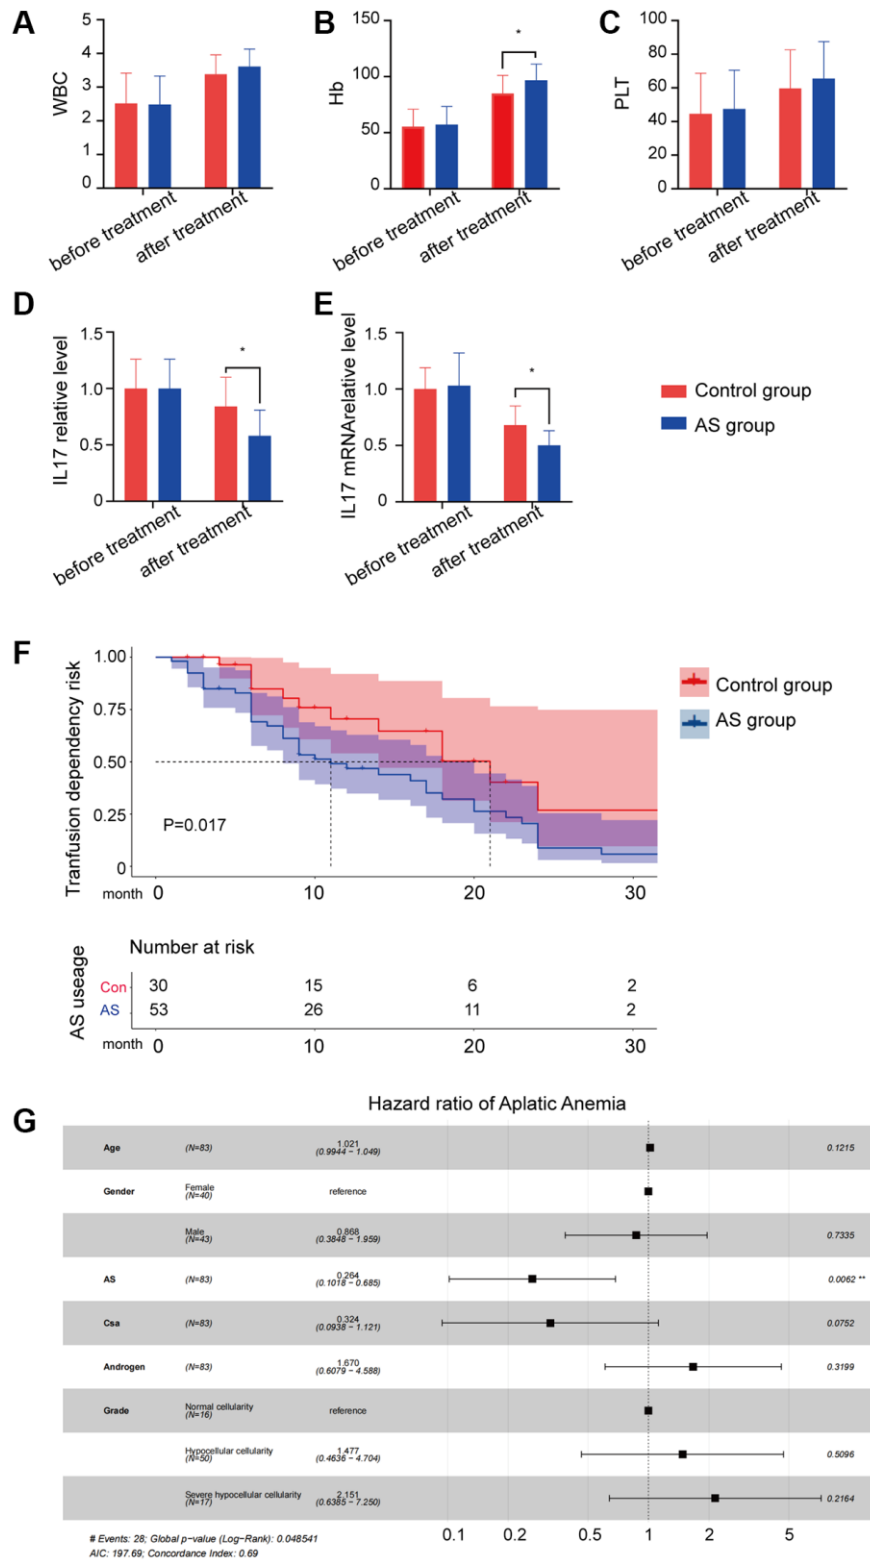 A
WBC
5
4
3
2
1
0
before treatment
after treatment
B
Hb
150
100
50
0
*
before treatment
after treatment
C
PLT
100
80
60
40
20
0
before treatment
after treatment
D
IL17 relative level
1.5
1.0
0.5
0
*
before treatment
after treatment
E
IL17 mRNArelative level
1.5
1.0
0.5
0
*
before treatment
after treatment
Control group
AS group
F
Tranfusion dependency risk
1.00
0.75
0.50
0.25
0
P=0.017
month 0 10 20 30
Control group
AS group
AS useage
Number at risk
Con 30 15 6 2
AS 53 26 11 2
month 0 10 20 30
G
Hazard ratio of Aplatic Anemia
Age (N=83) 1.021 (0.9944 − 1.049) 0.1215
Gender Female (N=40) reference
Male (N=43) 0.868 (0.3848 − 1.959) 0.7335
AS (N=83) 0.264 (0.1018 − 0.685) 0.0062 **
Csa (N=83) 0.324 (0.0938 − 1.121) 0.0752
Androgen (N=83) 1.670 (0.6079 − 4.588) 0.3199
Grade Normal cellularity (N=16) reference
Hypocellular cellularity (N=50) 1.477 (0.4636 − 4.704) 0.5096
Severe hypocellular cellularity (N=17) 2.151 (0.6385 − 7.250) 0.2164
# Events: 28; Global p−value (Log−Rank): 0.048541
AIC: 197.69; Concordance Index: 0.69
0.1 0.2 0.5 1 2 5